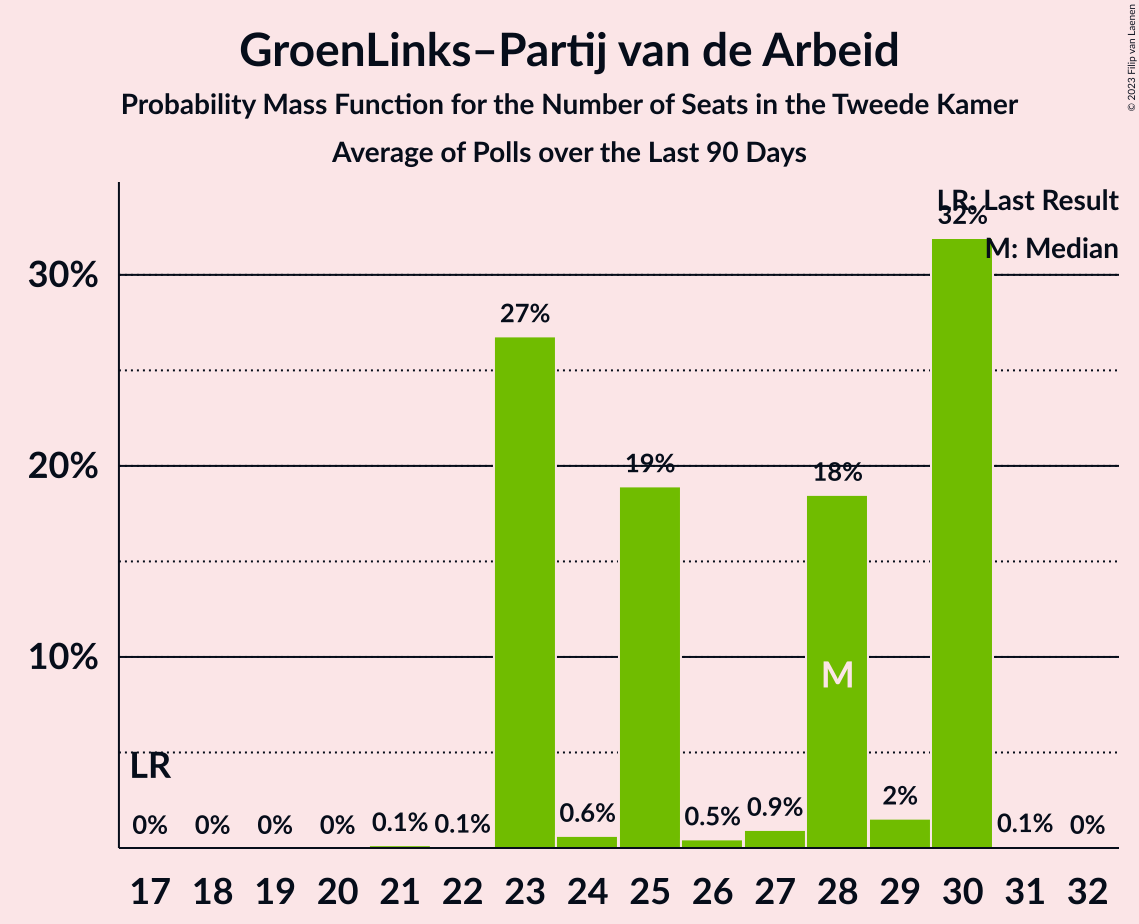 GroenLinks–Partij van de Arbeid
Probability Mass Function for the Number of Seats in the Tweede Kamer
Average of Polls over the Last 90 Days
© 2023 Filip van Laenen
LR: Last Result
M: Median
30%
20%
10%
LR
M
0%
0%
0%
0%
0.1%
0.1%
27%
0.6%
19%
0.5%
0.9%
18%
2%
32%
0.1%
0%
17 18 19 20 21 22 23 24 25 26 27 28 29 30 31 32